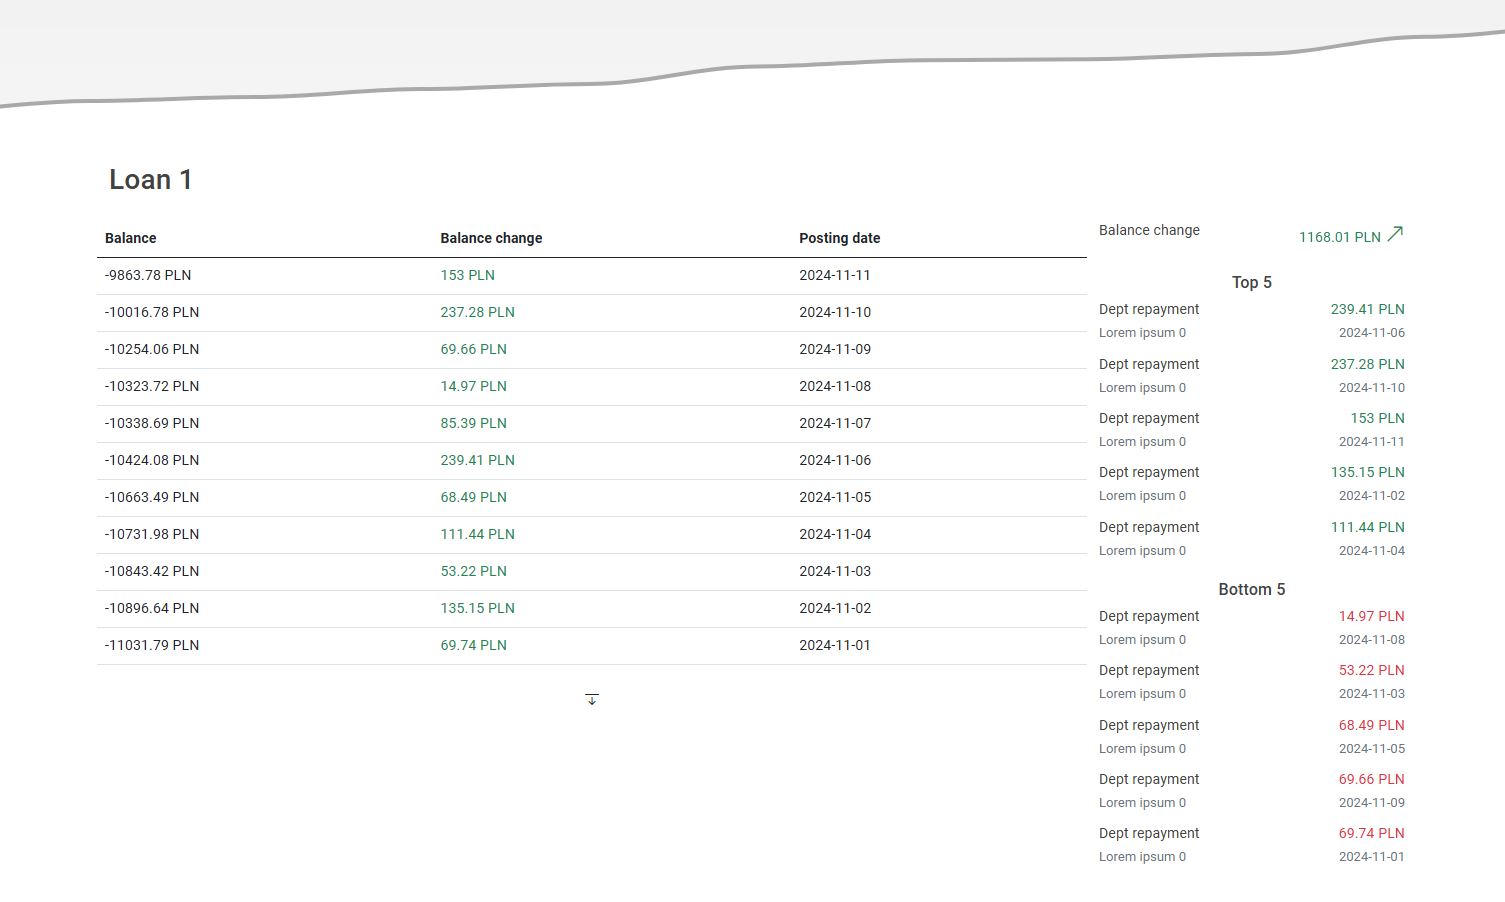 Loan 1
Balance Balance change Posting date
-9863.78 PLN 153 PLN 2024-11-11
-10016.78 PLN 237.28 PLN 2024-11-10
-10254.06 PLN 69.66 PLN 2024-11-09
-10323.72 PLN 14.97 PLN 2024-11-08
-10338.69 PLN 85.39 PLN 2024-11-07
-10424.08 PLN 239.41 PLN 2024-11-06
-10663.49 PLN 68.49 PLN 2024-11-05
-10731.98 PLN 111.44 PLN 2024-11-04
-10843.42 PLN 53.22 PLN 2024-11-03
-10896.64 PLN 135.15 PLN 2024-11-02
-11031.79 PLN 69.74 PLN 2024-11-01
Balance change 1168.01 PLN
Top 5
Dept repayment 239.41 PLN
Lorem ipsum 0 2024-11-06
Dept repayment 237.28 PLN
Lorem ipsum 0 2024-11-10
Dept repayment 153 PLN
Lorem ipsum 0 2024-11-11
Dept repayment 135.15 PLN
Lorem ipsum 0 2024-11-02
Dept repayment 111.44 PLN
Lorem ipsum 0 2024-11-04
Bottom 5
Dept repayment 14.97 PLN
Lorem ipsum 0 2024-11-08
Dept repayment 53.22 PLN
Lorem ipsum 0 2024-11-03
Dept repayment 68.49 PLN
Lorem ipsum 0 2024-11-05
Dept repayment 69.66 PLN
Lorem ipsum 0 2024-11-09
Dept repayment 69.74 PLN
Lorem ipsum 0 2024-11-01